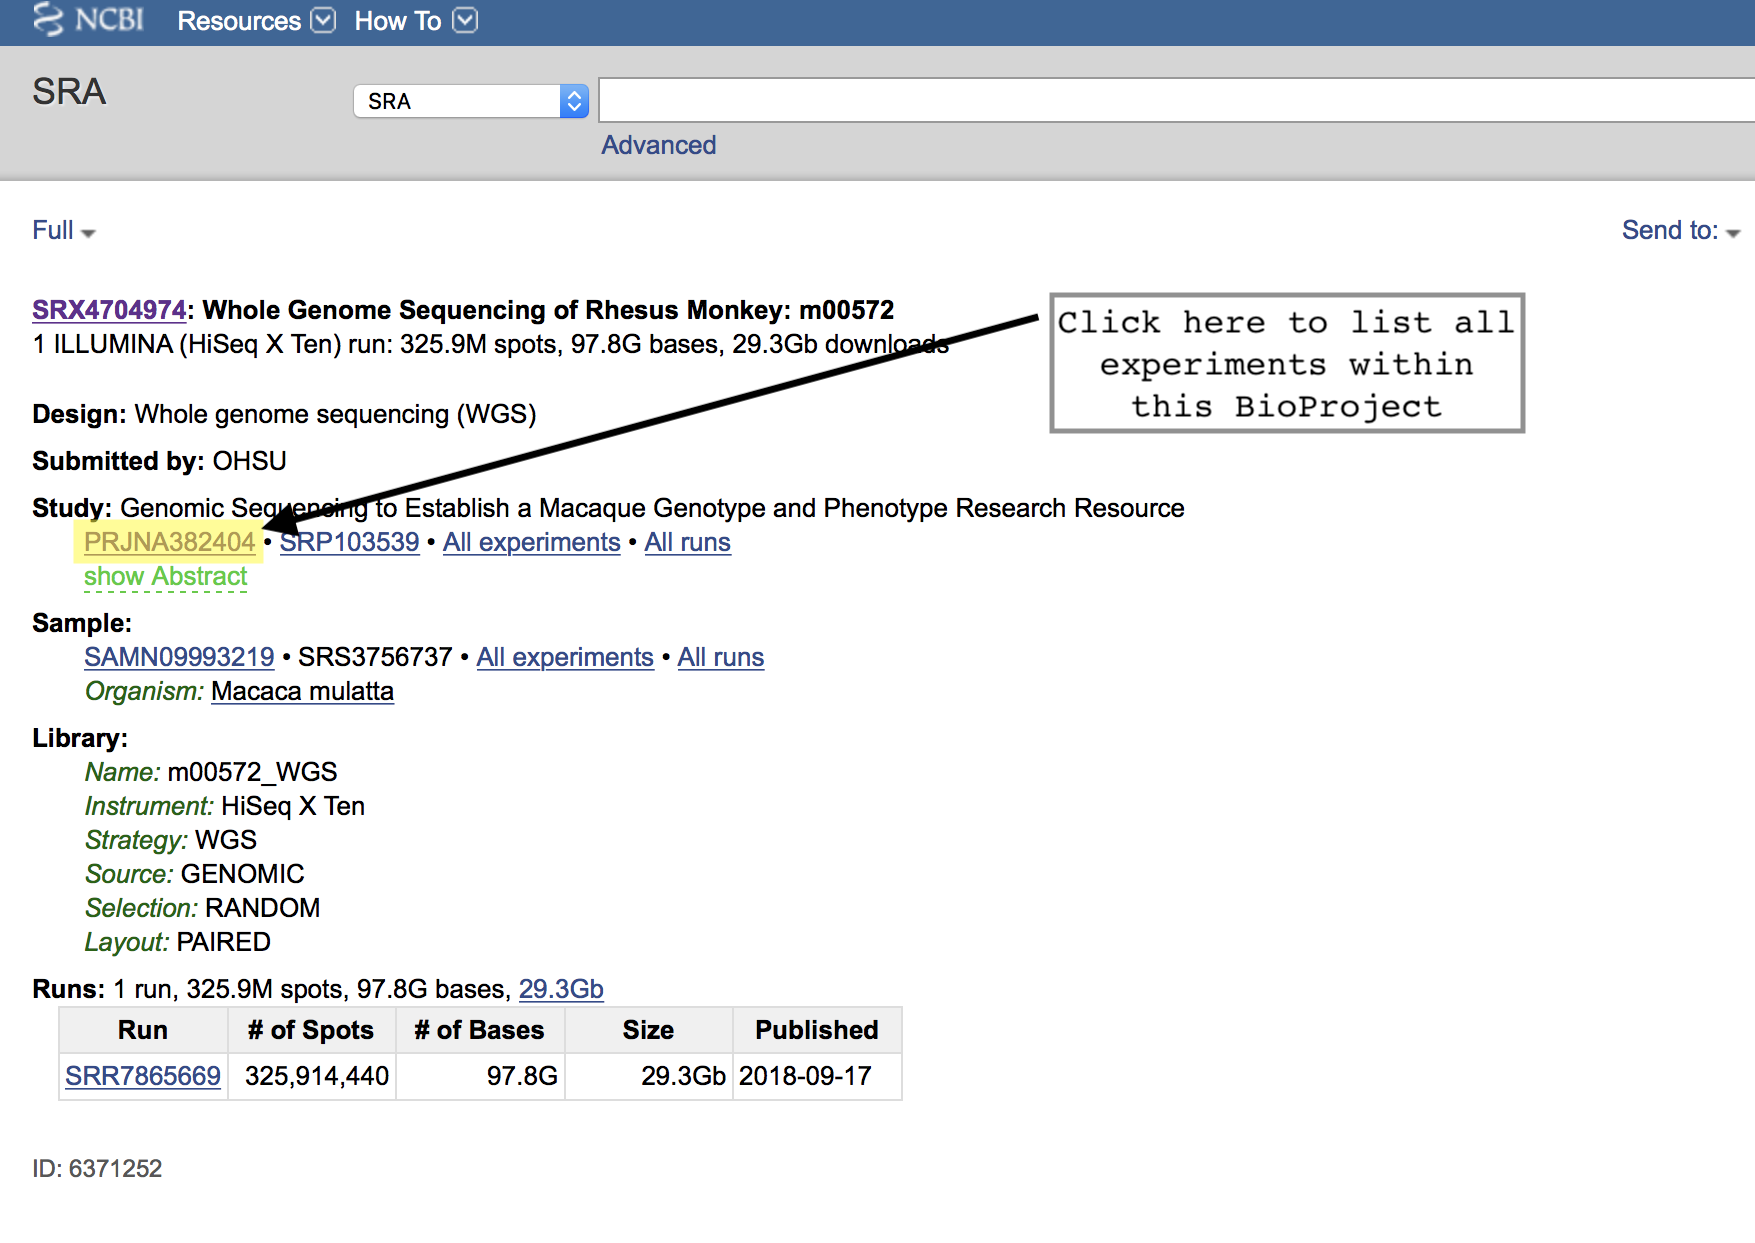 NCBI Resources How To
SRA
SRA
Advanced
Full
Send to:
SRX4704974: Whole Genome Sequencing of Rhesus Monkey: m00572
1 ILLUMINA (HiSeq X Ten) run: 325.9M spots, 97.8G bases, 29.3Gb downloads
Click here to list all
experiments within
this BioProject
Design: Whole genome sequencing (WGS)
Submitted by: OHSU
Study: Genomic Sequencing to Establish a Macaque Genotype and Phenotype Research Resource
PRJNA382404 • SRP103539 • All experiments • All runs
show Abstract
Sample:
SAMN09993219 • SRS3756737 • All experiments • All runs
Organism: Macaca mulatta
Library:
Name: m00572_WGS
Instrument: HiSeq X Ten
Strategy: WGS
Source: GENOMIC
Selection: RANDOM
Layout: PAIRED
Runs: 1 run, 325.9M spots, 97.8G bases, 29.3Gb
Run # of Spots # of Bases Size Published
SRR7865669 325,914,440 97.8G 29.3Gb 2018-09-17
ID: 6371252